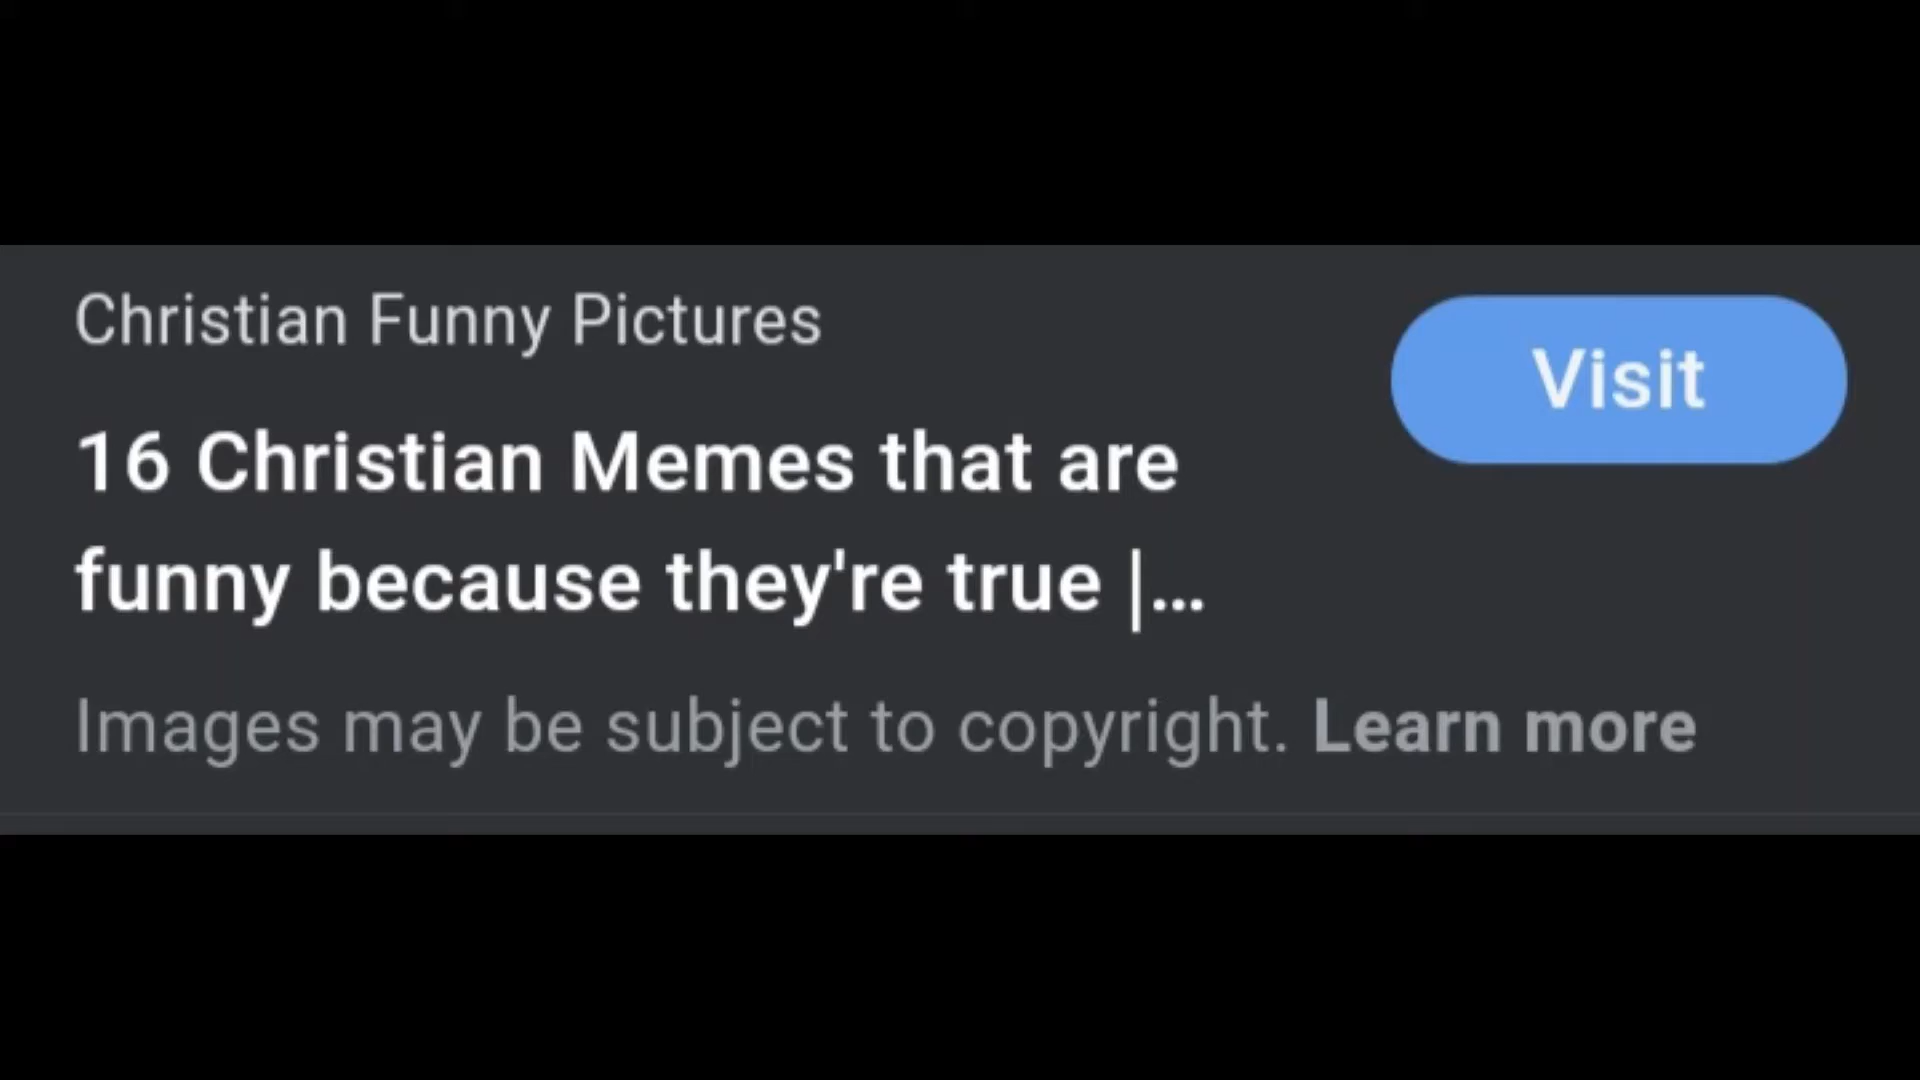 Christian Funny Pictures
Visit
16 Christian Memes that are
funny because they're true |...
Images may be subject to copyright. Learn more